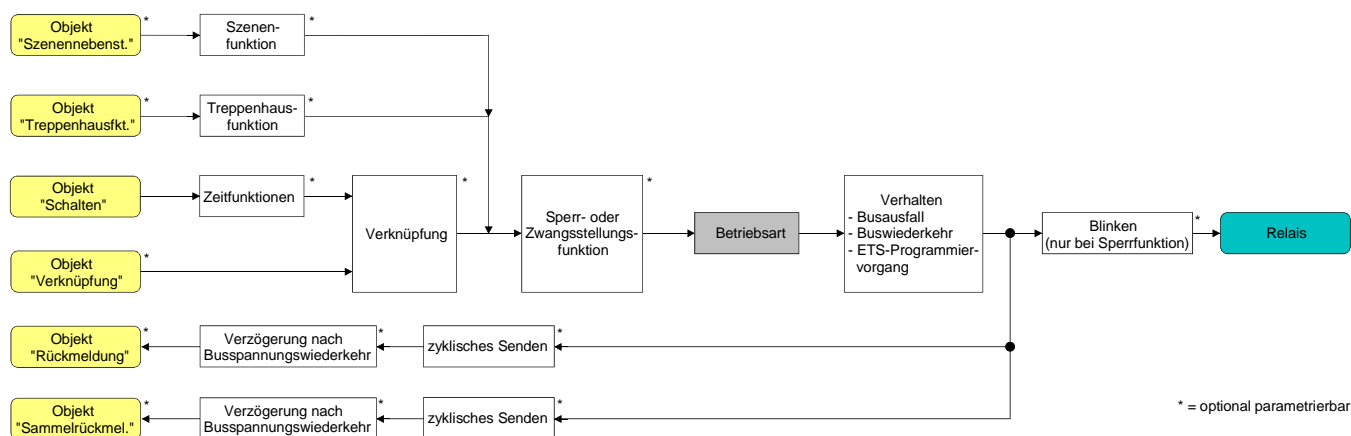 Objekt
"Szenennebenst."
*
Szenen-
funktion
*
Objekt
"Treppenhausfkt."
*
Treppenhaus-
funktion
*
Objekt
"Schalten"
Zeitfunktionen
*
Verknüpfung
*
Sperr- oder
Zwangsstellungs-
funktion
*
Betriebsart
Verhalten
- Busausfall
- Buswiederkehr
- ETS-Programmier-
vorgang
Blinken
(nur bei Sperrfunktion)
*
Relais
Objekt
"Verknüpfung"
*
Objekt
"Rückmeldung"
*
Verzögerung nach
Busspannungswiederkehr
*
zyklisches Senden
*
Objekt
"Sammelrückmel."
*
Verzögerung nach
Busspannungswiederkehr
*
zyklisches Senden
*
* = optional parametrierbar